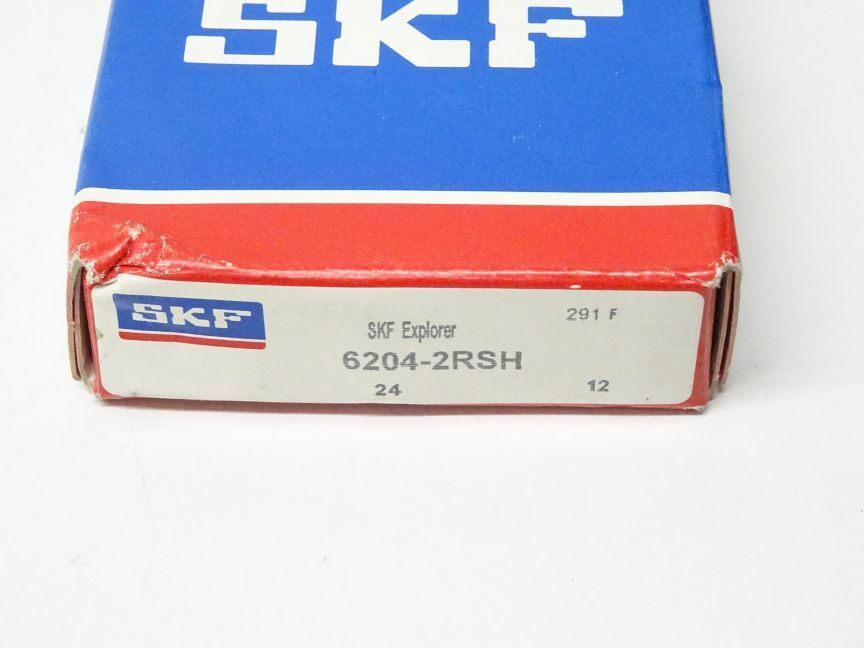 SKF
SKF
291 F
SKF Explorer
6204-2RSH
24
12